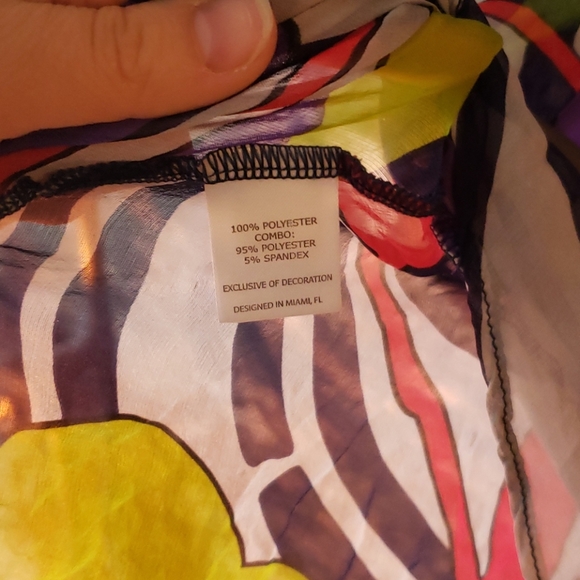 100% POLYESTER
COMBO:
95% POLYESTER
5% SPANDEX
EXCLUSIVE OF DECORATION
DESIGNED IN MIAMI, FL